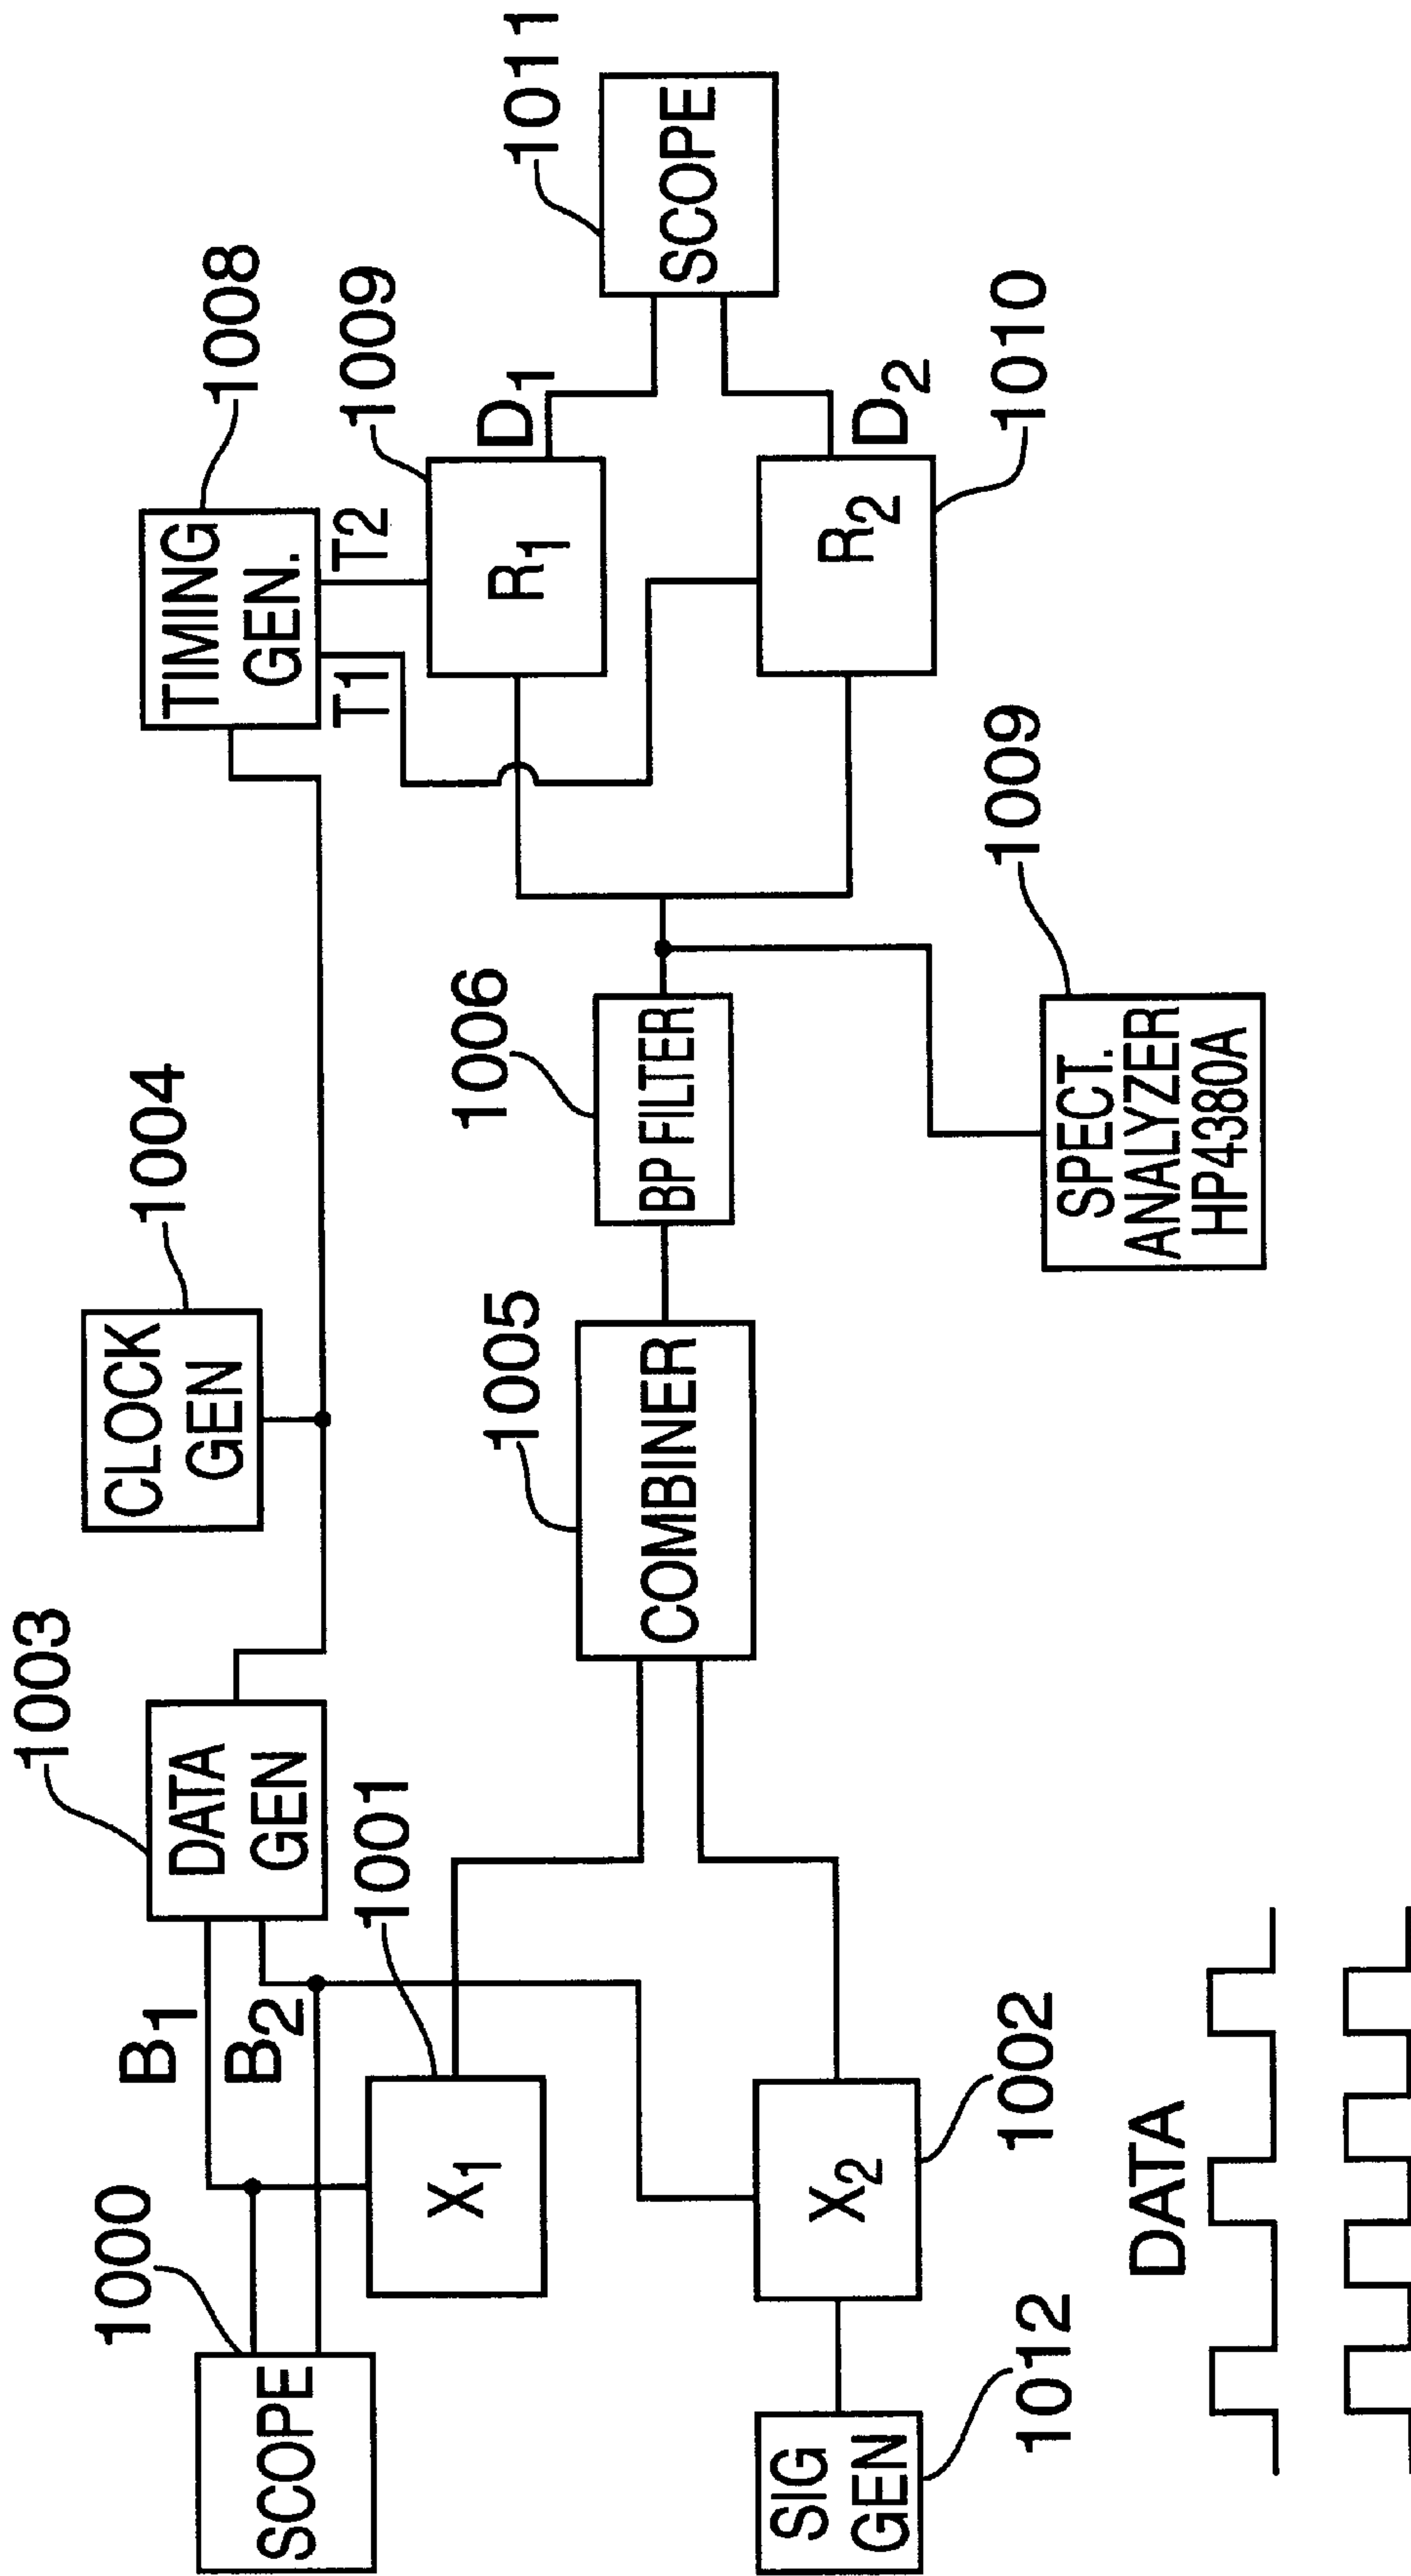 1003
1004
1008
1000
B1
B2
DATA
GEN
CLOCK
GEN
TIMING
GEN.
T1
T2
1009
1011
SCOPE
X1
1001
1005
COMBINER
1006
BP FILTER
R1
D1
SCOPE
SIG
GEN
1012
X2
1002
R2
D2
1010
1009
SPECT.
ANALYZER
HP4380A
DATA